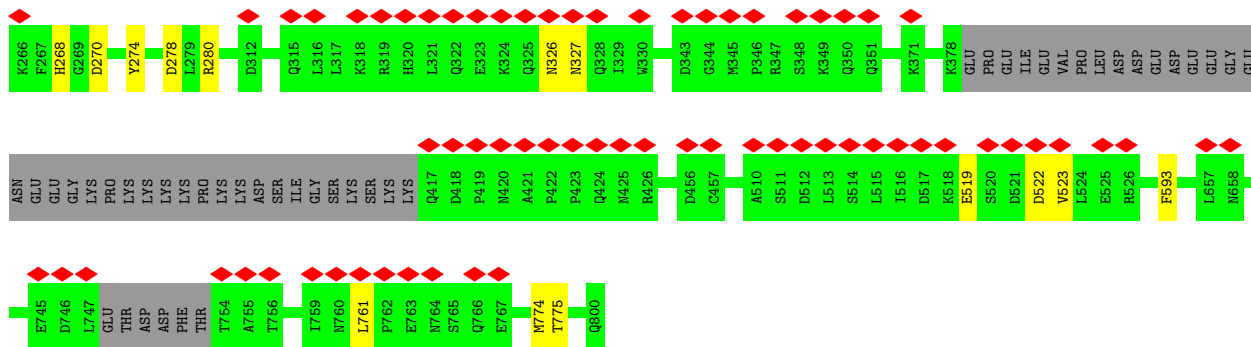 K266 F267 H268 G269 D270 Y274 D278 L279 R280 D312 Q315 L316 L317 K318 R319 H320 L321 Q322 E323 K324 Q325 N326 N327 Q328 I329 W330 D343 G344 M345 P346 R347 S348 K349 Q350 Q351 K371 K378 GLU PRO GLU ILE GLU VAL PRO LEU ASP ASP GLU ASP GLU GLU GLY GLU
ASN GLU GLU GLY LYS PRO LYS LYS LYS LYS PRO LYS LYS ASP SER ILE GLY SER LYS SER LYS LYS Q417 D418 P419 N420 A421 P422 P423 Q424 N425 R426 D456 C457 A510 S511 D512 L513 S514 L515 I516 D517 K518 E519 S520 D521 D522 V523 L524 E525 R526 F593 L657 N658
E745 D746 L747 GLU THR ASP ASP PHE THR T754 A755 T756 I759 N760 L761 P762 E763 N764 S765 Q766 E767 M774 T775 Q800